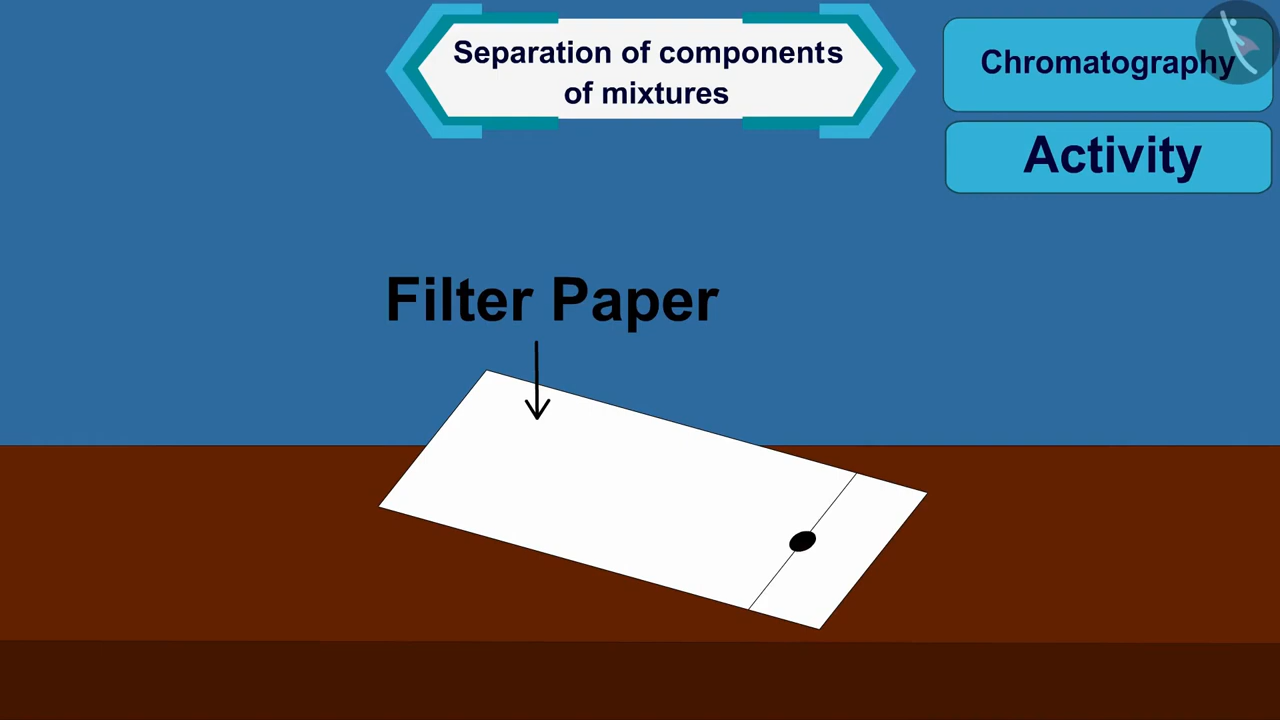 Separation of components
of mixtures
Chromatography
Activity
Filter Paper